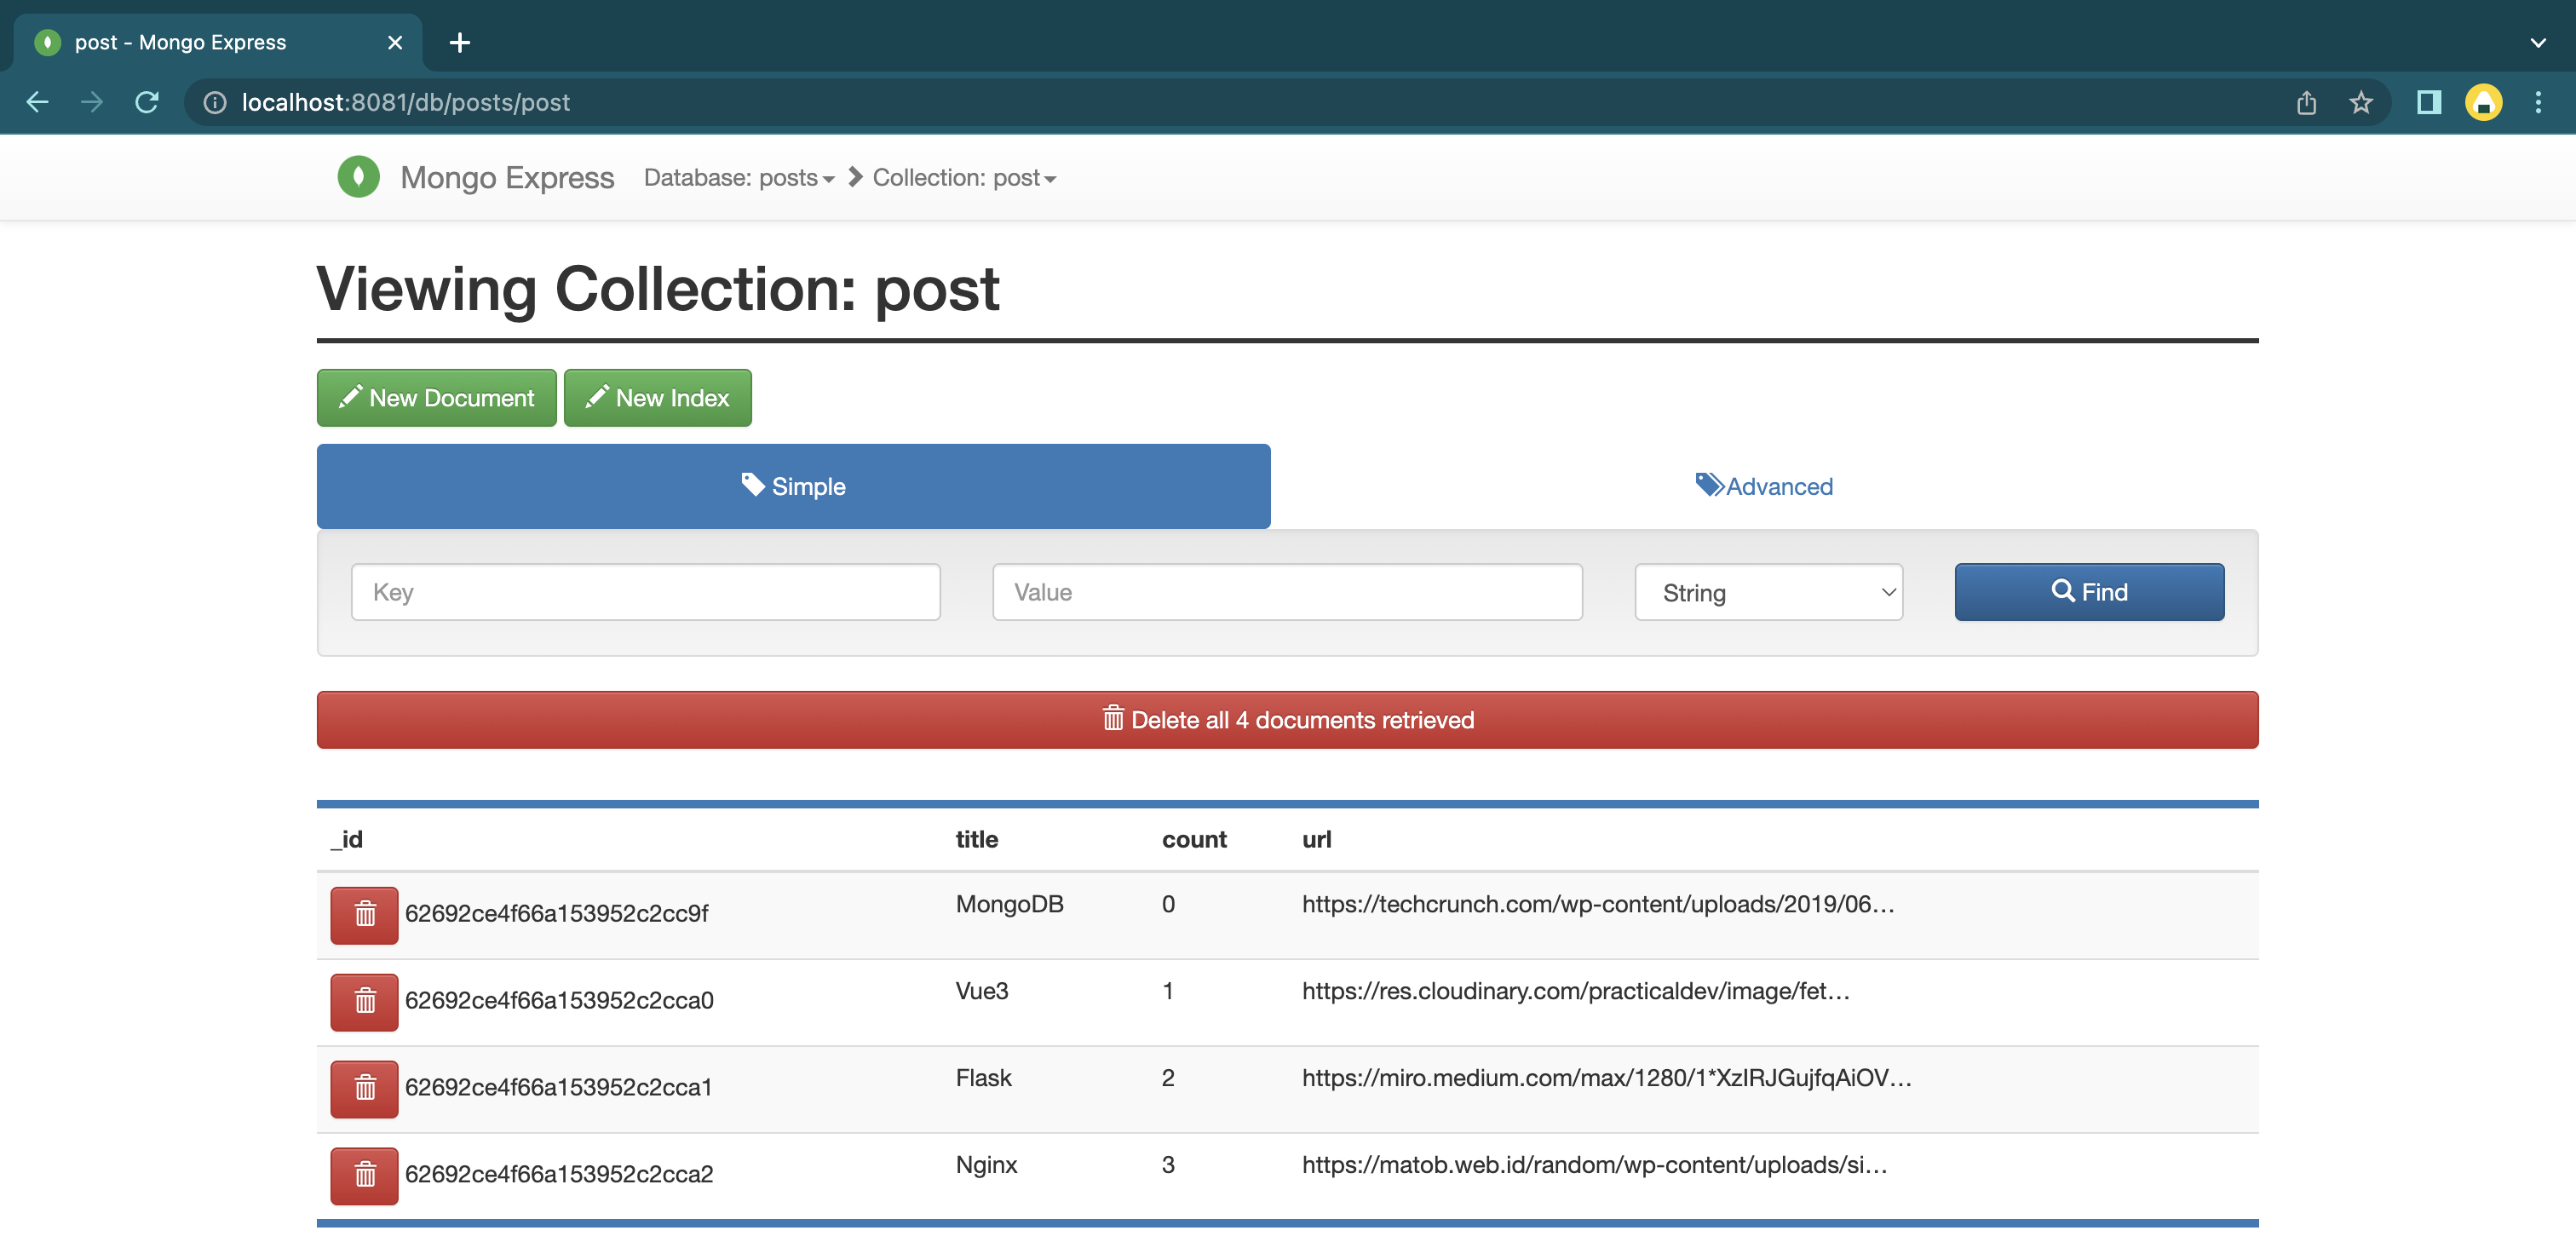 post - Mongo Express
localhost:8081/db/posts/post
Mongo Express Database: posts Collection: post
Viewing Collection: post
New Document New Index
Simple Advanced
Key Value String Find
Delete all 4 documents retrieved
_id title count url
62692ce4f66a153952c2cc9f MongoDB 0 https://techcrunch.com/wp-content/uploads/2019/06...
62692ce4f66a153952c2cca0 Vue3 1 https://res.cloudinary.com/practicaldev/image/fet...
62692ce4f66a153952c2cca1 Flask 2 https://miro.medium.com/max/1280/1*XzIRJGujfqAiOV...
62692ce4f66a153952c2cca2 Nginx 3 https://matob.web.id/random/wp-content/uploads/si...